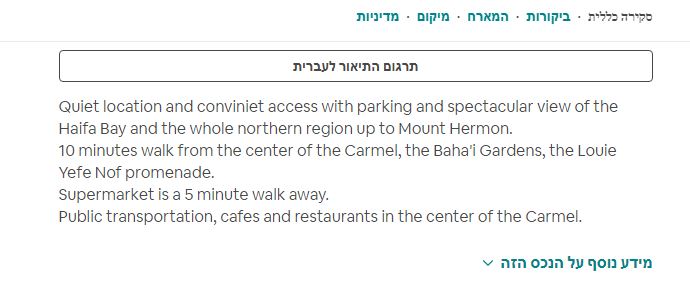 סקירה כללית · ביקורות · המארח · מיקום · מדיניות
תרגום התיאור לעברית
Quiet location and conviniet access with parking and spectacular view of the
Haifa Bay and the whole northern region up to Mount Hermon.
10 minutes walk from the center of the Carmel, the Baha'i Gardens, the Louie
Yefe Nof promenade.
Supermarket is a 5 minute walk away.
Public transportation, cafes and restaurants in the center of the Carmel.
מידע נוסף על הנכס הזה